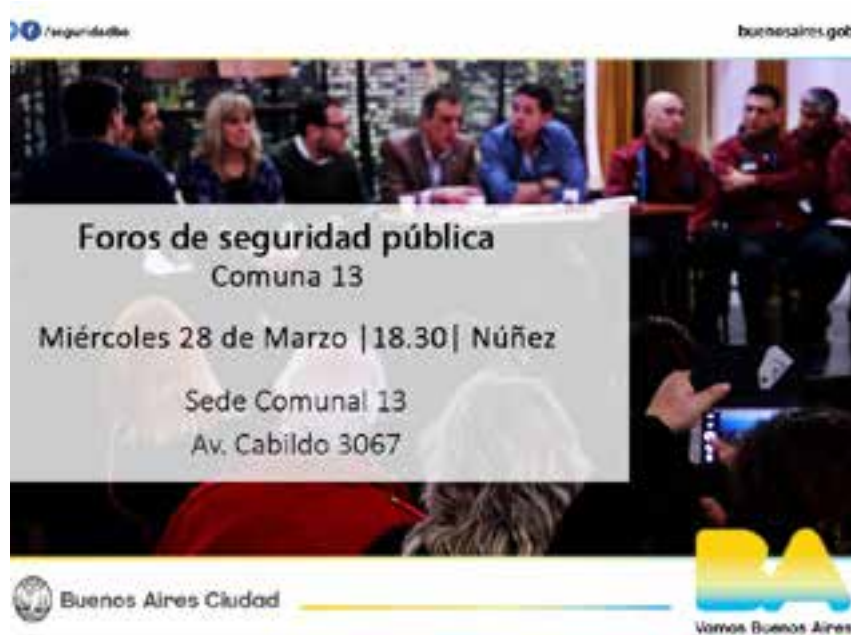 /seguridadba
buenosaires.gob
Foros de seguridad pública
Comuna 13
Miércoles 28 de Marzo |18.30| Núñez
Sede Comunal 13
Av. Cabildo 3067
Buenos Aires Ciudad
BA
Vamos Buenos Aires